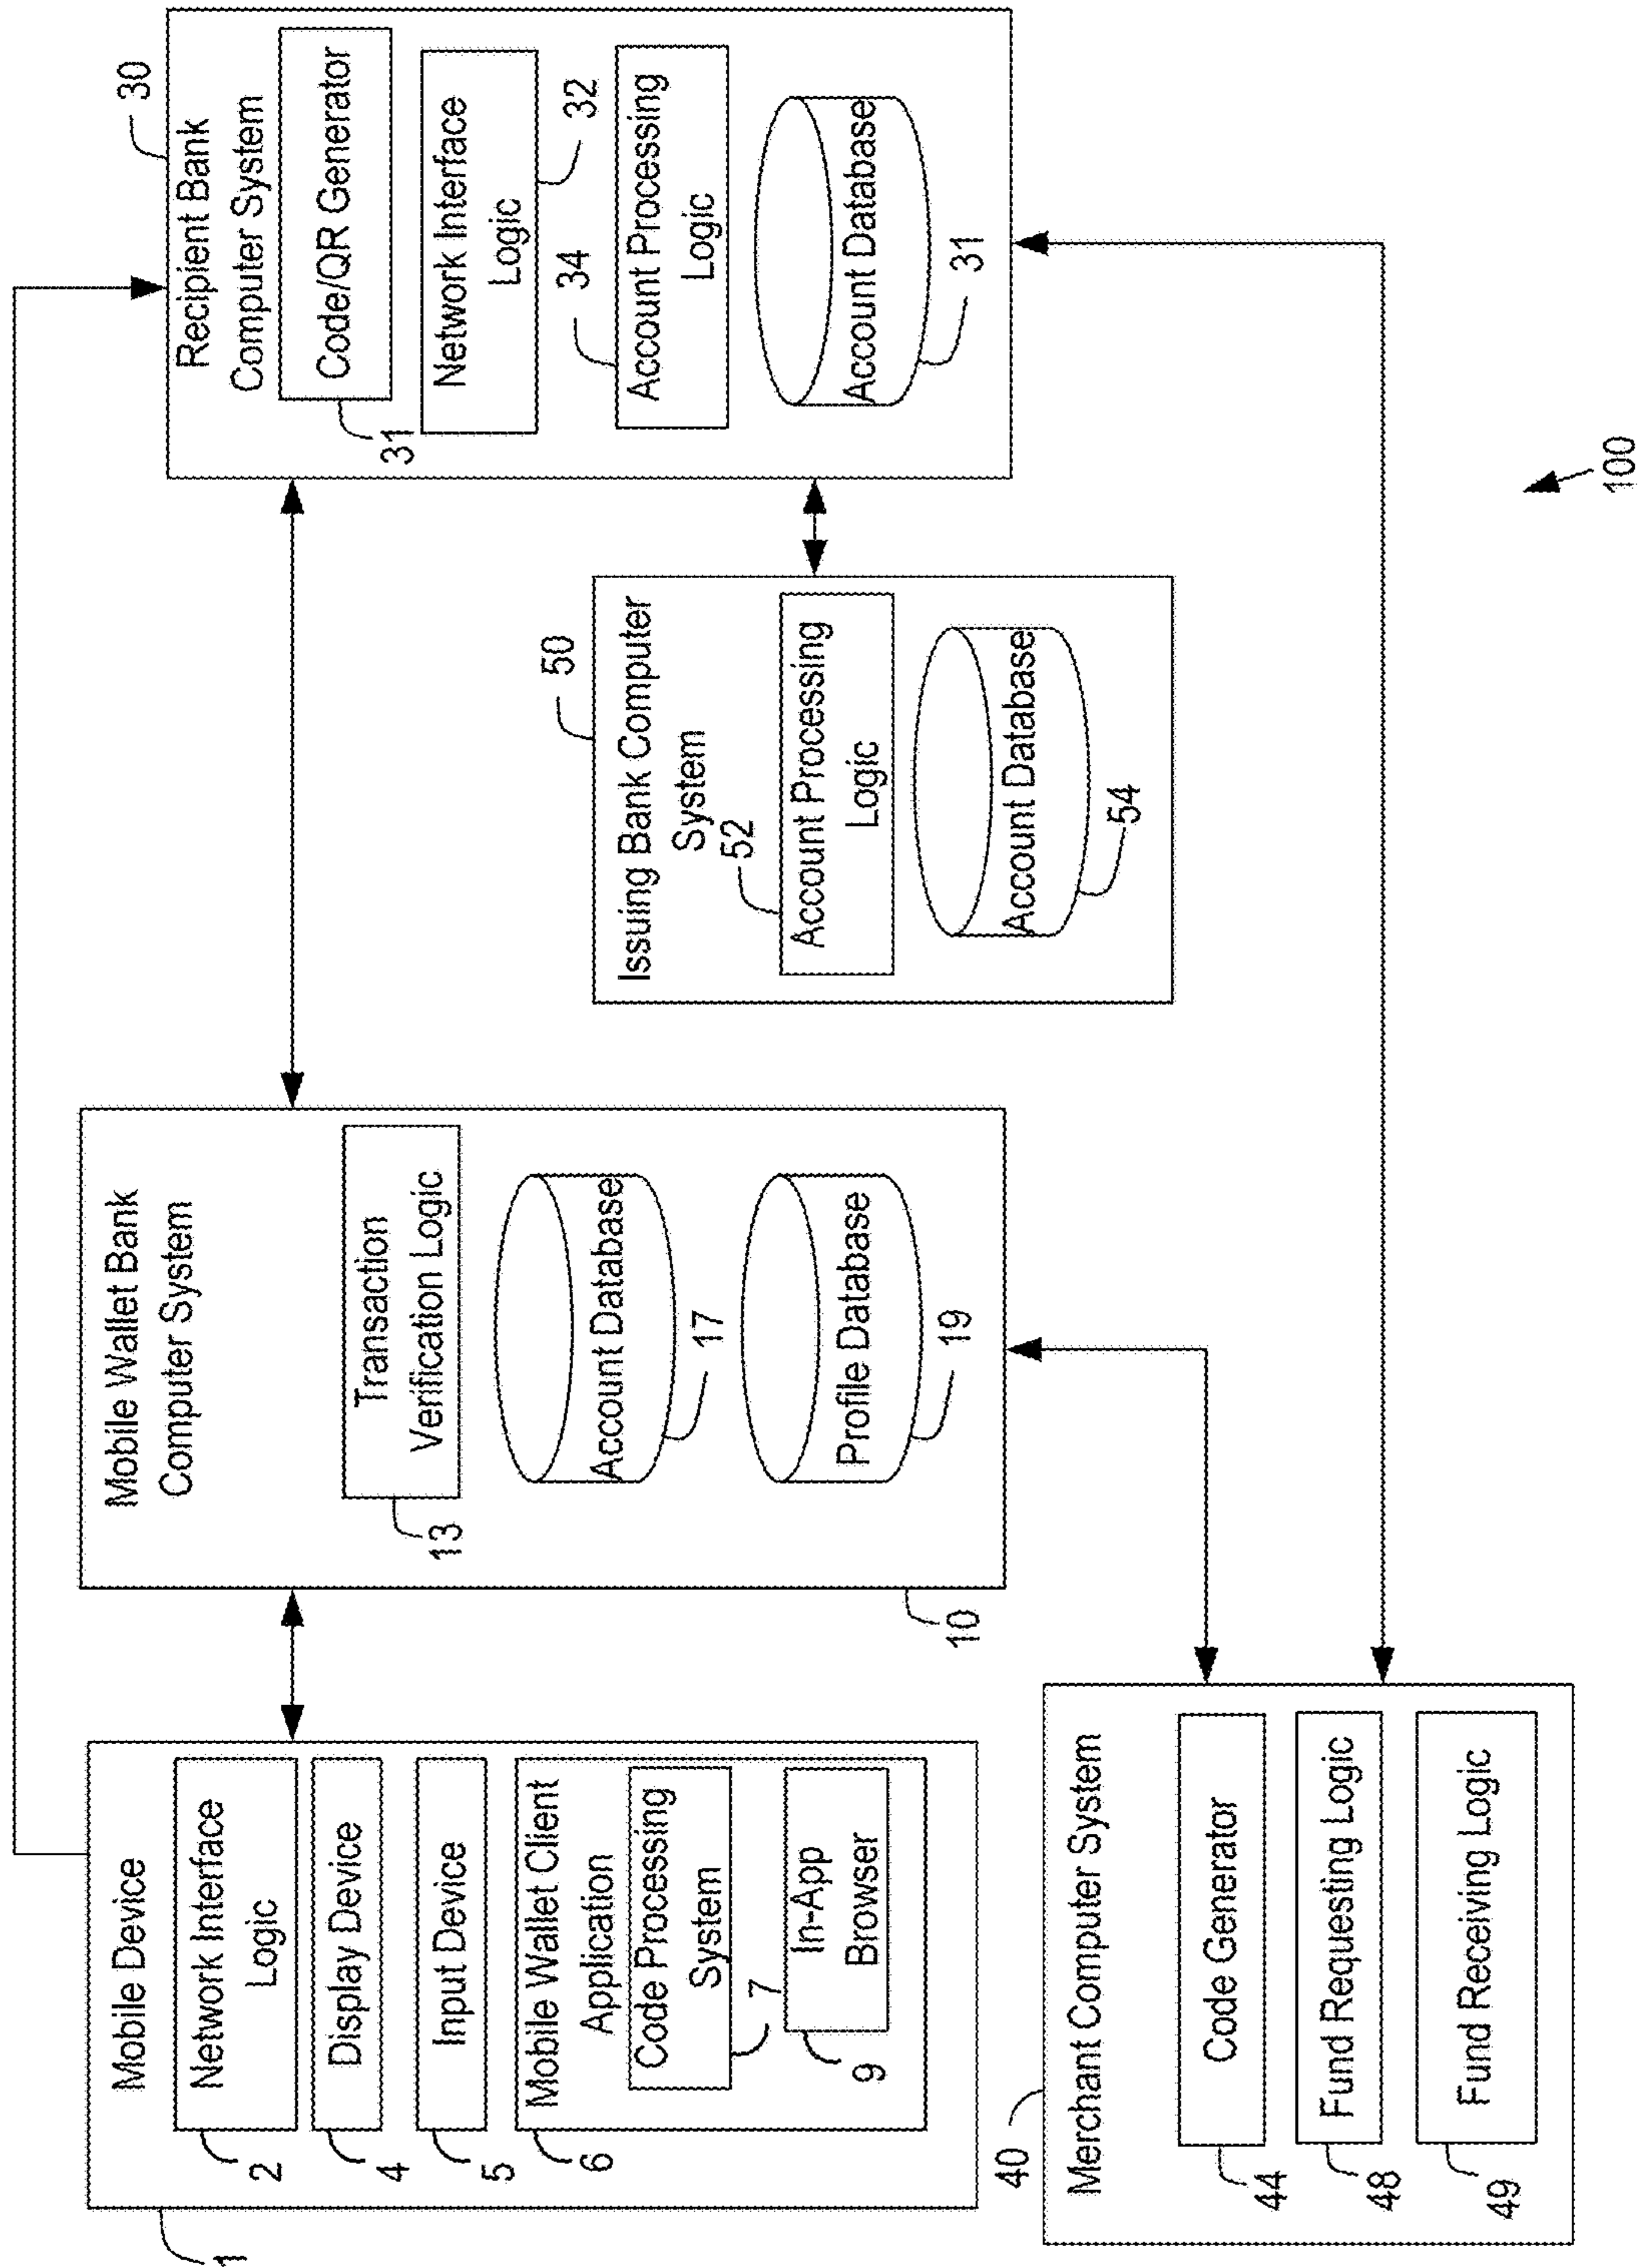 Mobile Device
1
Network Interface
Logic
2
Display Device
4
Input Device
5
Mobile Wallet Client
Application
6
Code Processing
System
7
In-App
Browser
9
Mobile Wallet Bank
Computer System
10
Transaction
Verification Logic
13
Account Database
17
Profile Database
19
Recipient Bank
Computer System
30
Code/QR Generator
31
Network Interface
Logic
32
34
Account Processing
Logic
Account Database
31
Issuing Bank Computer
System
50
52
Account Processing
Logic
Account Database
54
40
Merchant Computer System
Code Generator
44
Fund Requesting Logic
48
Fund Receiving Logic
49
100